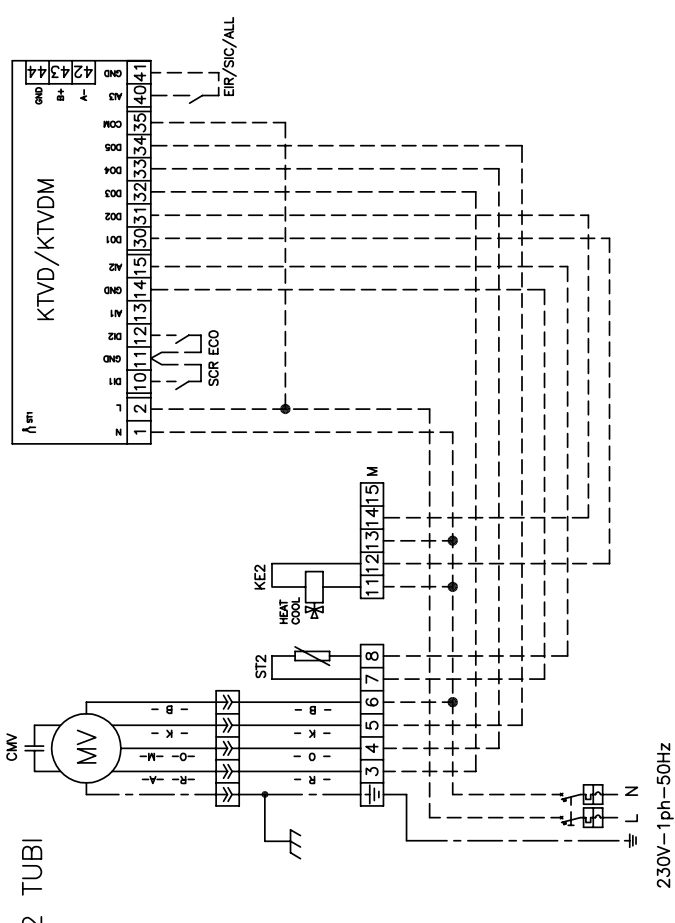 2 TUBI
CMV
MV
-R--A-
-O--M-
- K -
- B -
- R -
- O -
- K -
- B -
ST2
KE2
HEAT
COOL
3 4 5 6 7 8
11 12 13 14 15 M
KTVD/KTVDM
ST1
GND 44
B+ 43
A- 42
N L DI1 GND DI2 AI1 GND AI2 DO1 DO2 DO3 DO4 DO5 COM AI3 GND
1 2 10 11 12 13 14 15 30 31 32 33 34 35 40 41
SCR ECO
EIR/SIC/ALL
L N
230V-1ph-50Hz